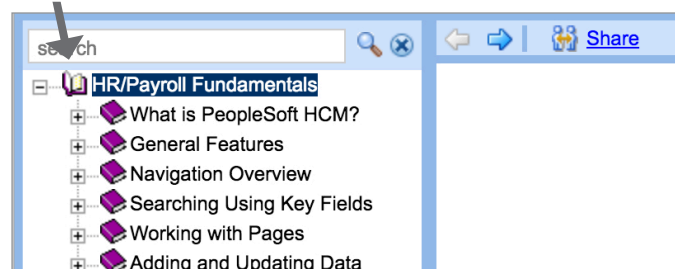 search
Share
HR/Payroll Fundamentals
What is PeopleSoft HCM?
General Features
Navigation Overview
Searching Using Key Fields
Working with Pages
Adding and Updating Data